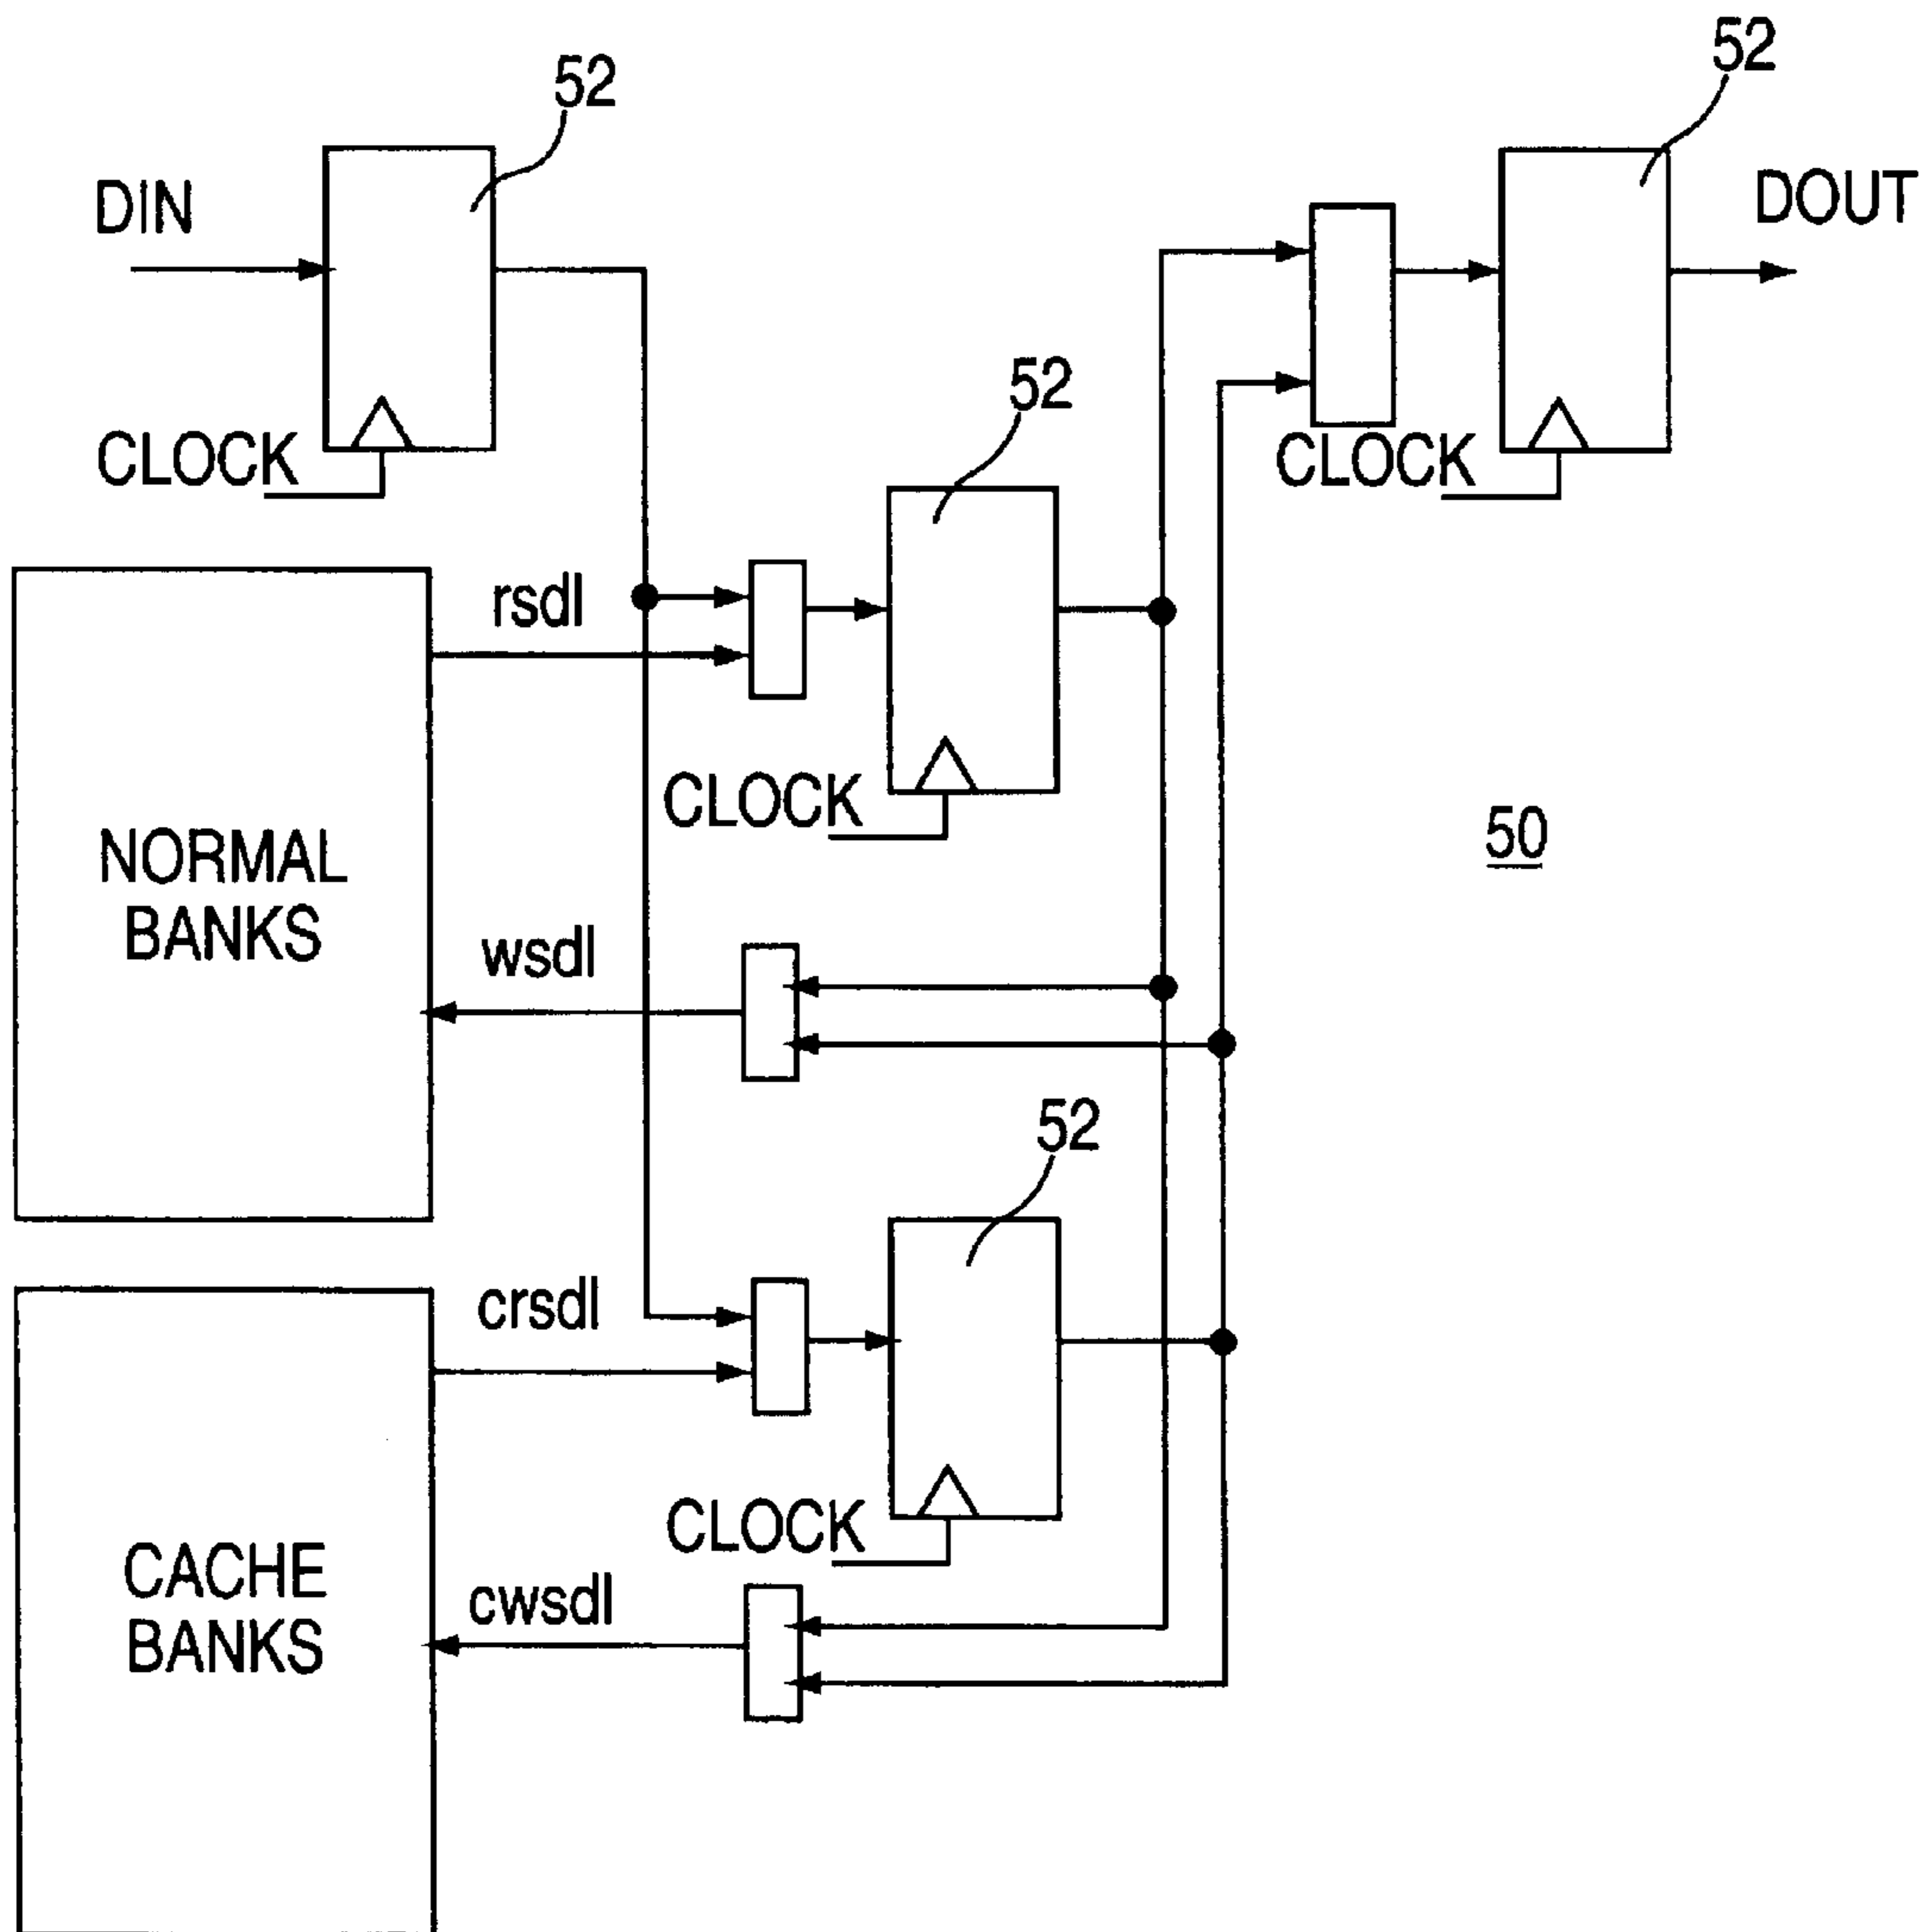 52
52
DIN
DOUT
52
CLOCK
CLOCK
rsdl
CLOCK
50
NORMAL
BANKS
wsdl
52
crsdl
CLOCK
CACHE
BANKS
cwsdl